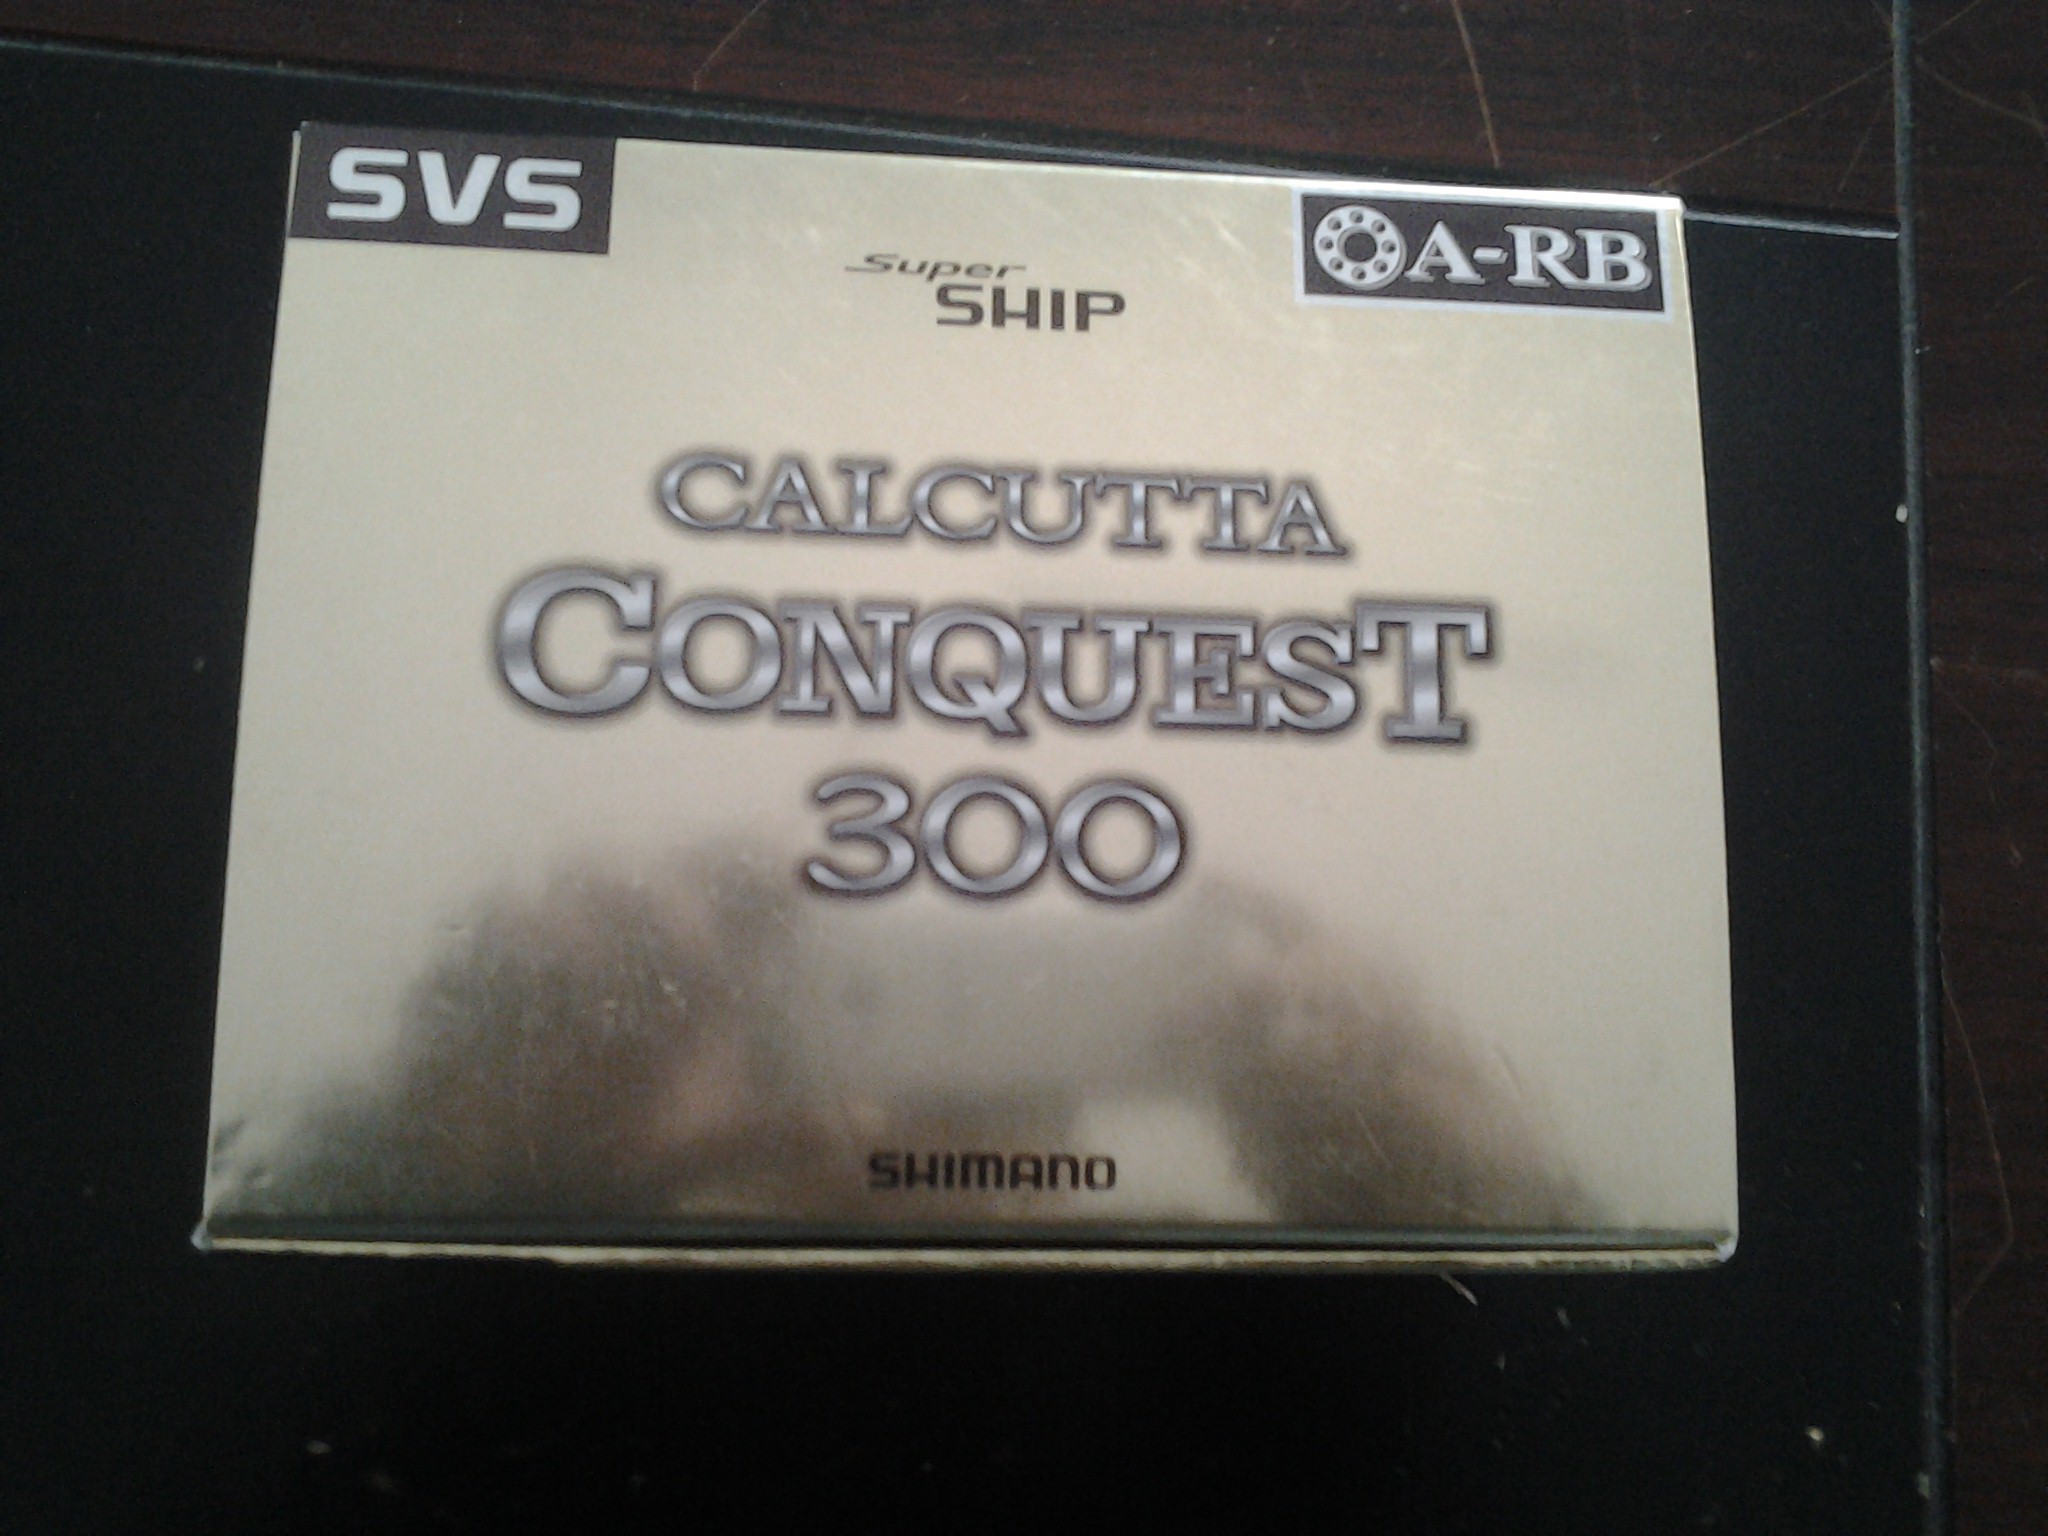 SVS
Super
SHIP
A-RB
CALCUTTA
CONQUEST
300
SHIMANO